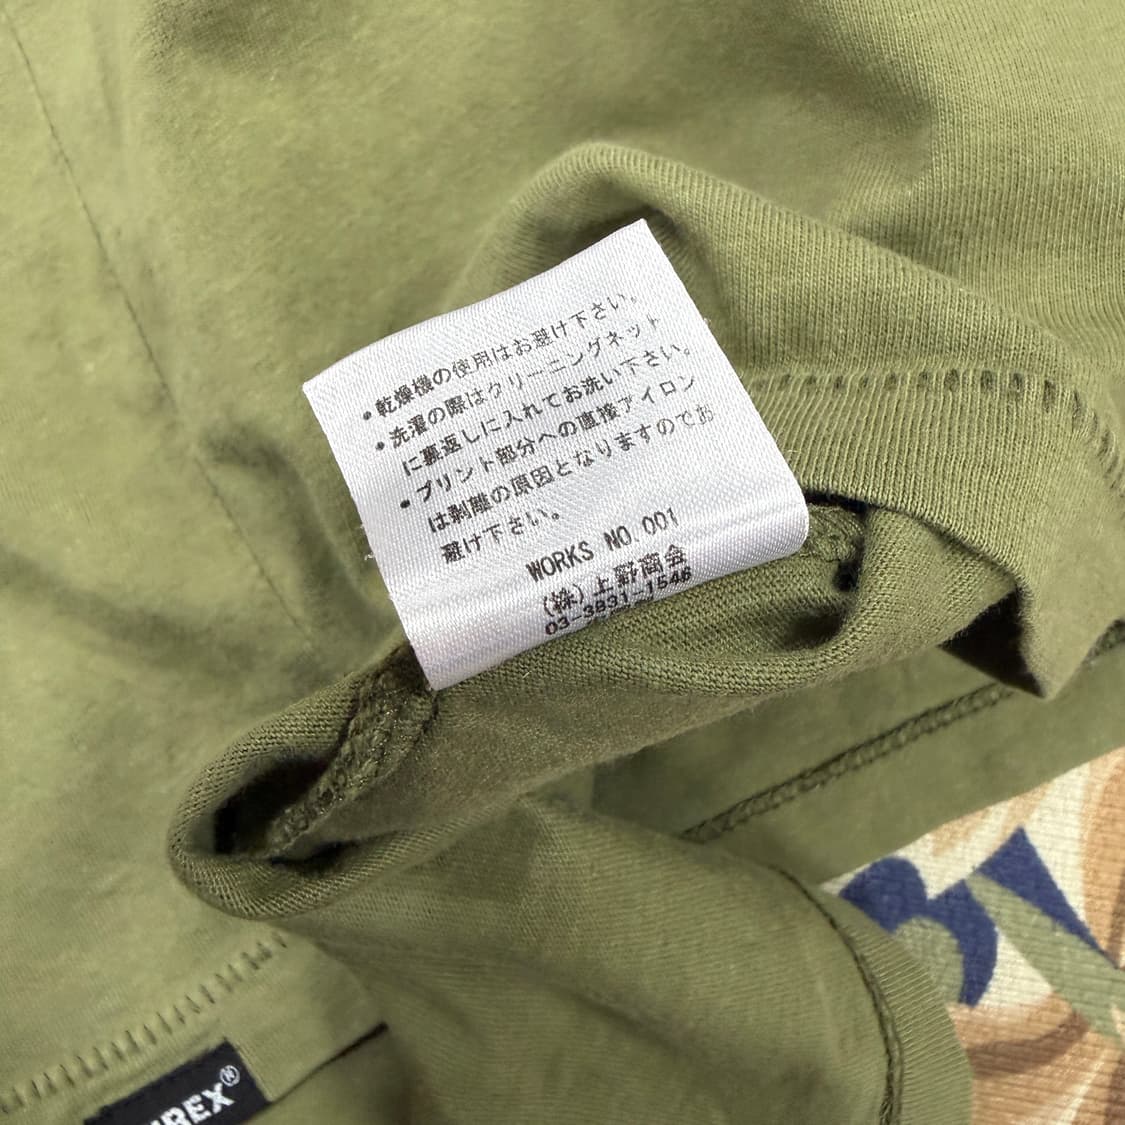 ・乾燥機の使用はお避け下さい。
・洗濯の際はクリーニングネット
に裏返しに入れてお洗い下さい。
・プリント部分への直接アイロン
は剥離の原因となりますのでお
避け下さい。
WORKS NO.001
(株)上野商会
03-3831-1546
REX®